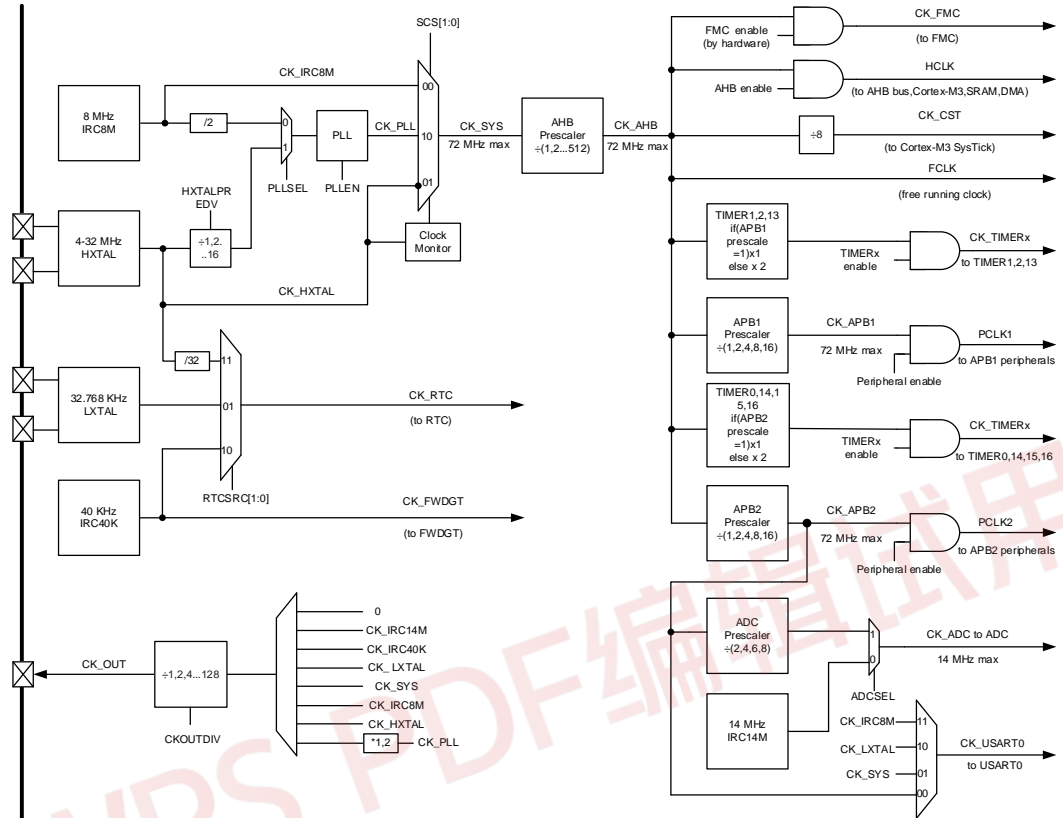 SCS[1:0]
CK_IRC8M
8 MHz
IRC8M
/2
0
1
PLLSEL
PLL
PLLEN
CK_PLL
00
10
01
CK_SYS
72 MHz max
AHB
Prescaler
÷(1,2...512)
CK_AHB
72 MHz max
HXTALPR
EDV
÷1,2.
..16
4-32 MHz
HXTAL
Clock
Monitor
CK_HXTAL
/32
11
01
10
32.768 KHz
LXTAL
CK_RTC
(to RTC)
RTCSRC[1:0]
40 KHz
IRC40K
CK_FWDGT
(to FWDGT)
CK_OUT
÷1,2,4...128
CKOUTDIV
0
CK_IRC14M
CK_IRC40K
CK_LXTAL
CK_SYS
CK_IRC8M
CK_HXTAL
*1,2
CK_PLL
FMC enable
(by hardware)
CK_FMC
(to FMC)
AHB enable
HCLK
(to AHB bus,Cortex-M3,SRAM,DMA)
÷8
CK_CST
(to Cortex-M3 SysTick)
FCLK
(free running clock)
TIMER1,2,13
if(APB1
prescale
=1)x1
else x 2
TIMERx
enable
CK_TIMERx
to TIMER1,2,13
APB1
Prescaler
÷(1,2,4,8,16)
CK_APB1
72 MHz max
Peripheral enable
PCLK1
to APB1 peripherals
TIMER0,14,1
5,16
if(APB2
prescale
=1)x1
else x 2
TIMERx
enable
CK_TIMERx
to TIMER0,14,15,16
APB2
Prescaler
÷(1,2,4,8,16)
CK_APB2
72 MHz max
Peripheral enable
PCLK2
to APB2 peripherals
ADC
Prescaler
÷(2,4,6,8)
1
0
ADCSEL
CK_ADC to ADC
14 MHz max
14 MHz
IRC14M
CK_IRC8M
11
CK_LXTAL
10
CK_SYS
01
00
CK_USART0
to USART0
WPS PDF编辑试用